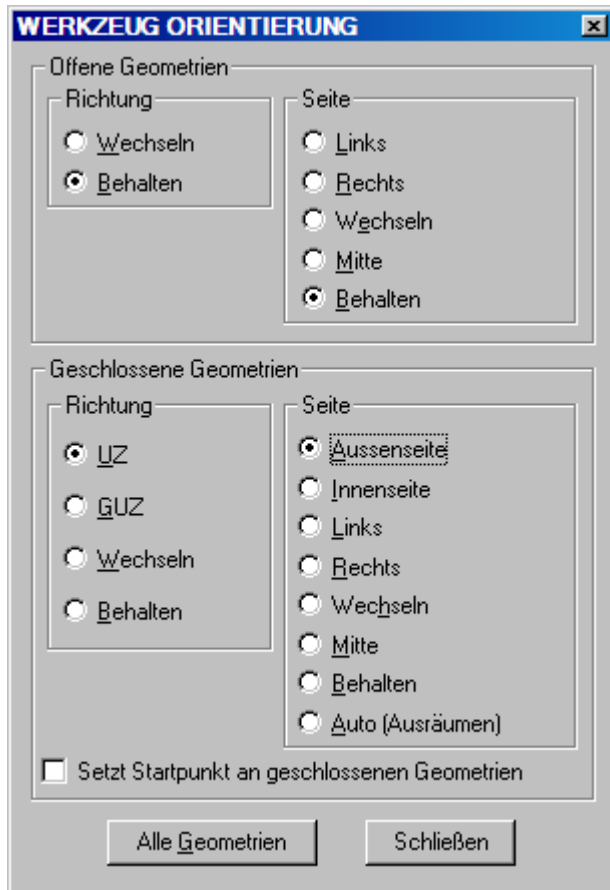 WERKZEUG ORIENTIERUNG
Offene Geometrien
Richtung
Wechseln
Behalten
Seite
Links
Rechts
Wechseln
Mitte
Behalten
Geschlossene Geometrien
Richtung
UZ
GUZ
Wechseln
Behalten
Seite
Aussenseite
Innenseite
Links
Rechts
Wechseln
Mitte
Behalten
Auto (Ausräumen)
Setzt Startpunkt an geschlossenen Geometrien
Alle Geometrien
Schließen